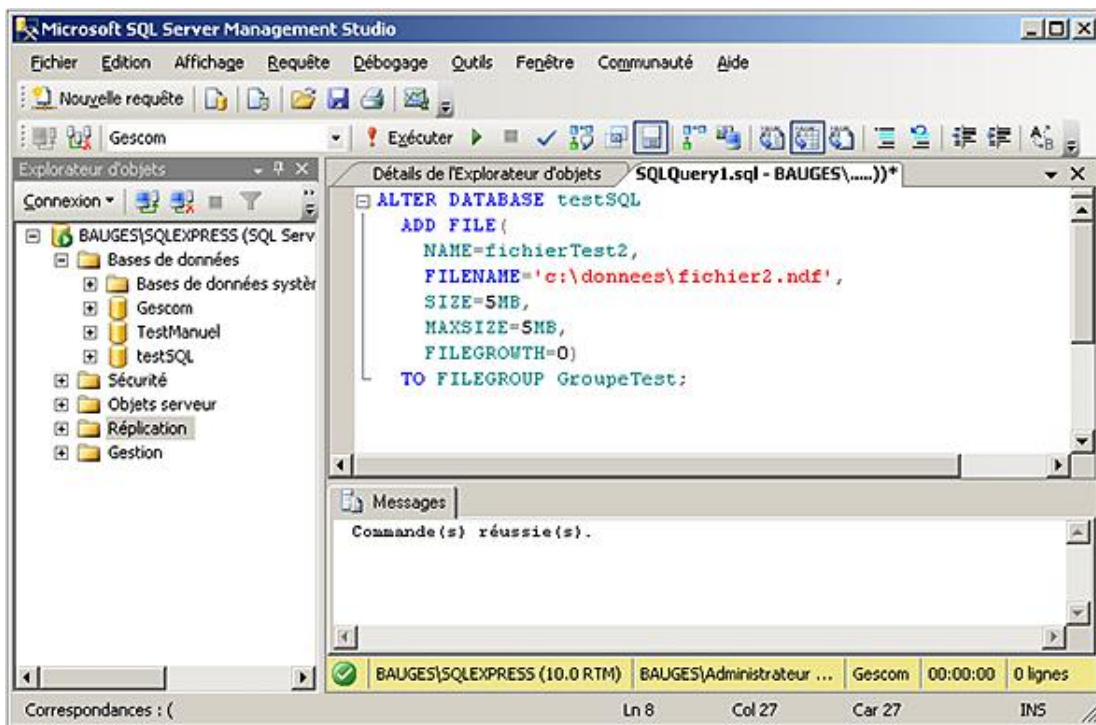 Microsoft SQL Server Management Studio
Fichier Edition Affichage Requête Débogage Outils Fenêtre Communauté Aide
Nouvelle requête
Gescom Exécuter
Explorateur d'objets
Connexion
BAUGES\SQLEXPRESS (SQL Serv
Bases de données
Bases de données systèr
Gescom
TestManuel
testSQL
Sécurité
Objets serveur
Réplication
Gestion
Détails de l'Explorateur d'objets SQLQuery1.sql - BAUGES\.....))*
ALTER DATABASE testSQL
ADD FILE(
NAME=fichierTest2,
FILENAME='c:\donnees\fichier2.ndf',
SIZE=5MB,
MAXSIZE=5MB,
FILEGROWTH=0)
TO FILEGROUP GroupeTest;
Messages
Commande(s) réussie(s).
BAUGES\SQLEXPRESS (10.0 RTM) BAUGES\Administrateur ... Gescom 00:00:00 0 lignes
Correspondances : ( Ln 8 Col 27 Car 27 INS